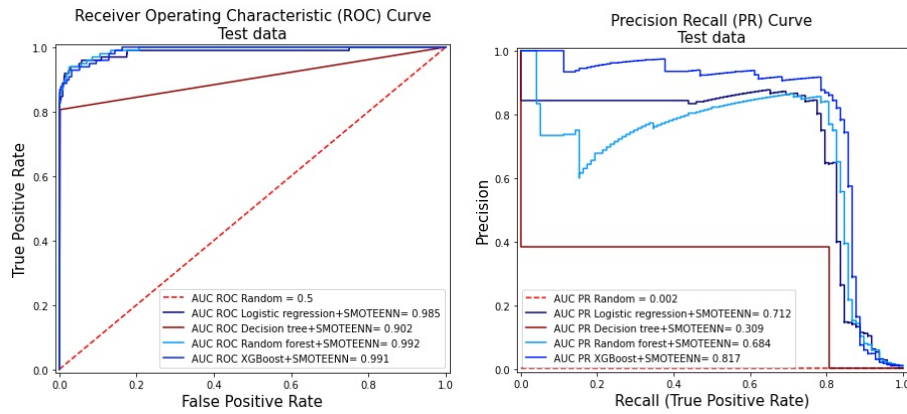 Receiver Operating Characteristic (ROC) Curve
Test data
1.0
0.8
0.6
0.4
0.2
0.0
True Positive Rate
AUC ROC Random = 0.5
AUC ROC Logistic regression+SMOTEENN= 0.985
AUC ROC Decision tree+SMOTEENN= 0.902
AUC ROC Random forest+SMOTEENN= 0.992
AUC ROC XGBoost+SMOTEENN= 0.991
0.0 0.2 0.4 0.6 0.8 1.0
False Positive Rate
Precision Recall (PR) Curve
Test data
1.0
0.8
0.6
0.4
0.2
0.0
Precision
AUC PR Random = 0.002
AUC PR Logistic regression+SMOTEENN= 0.712
AUC PR Decision tree+SMOTEENN= 0.309
AUC PR Random forest+SMOTEENN= 0.684
AUC PR XGBoost+SMOTEENN= 0.817
0.0 0.2 0.4 0.6 0.8 1.0
Recall (True Positive Rate)